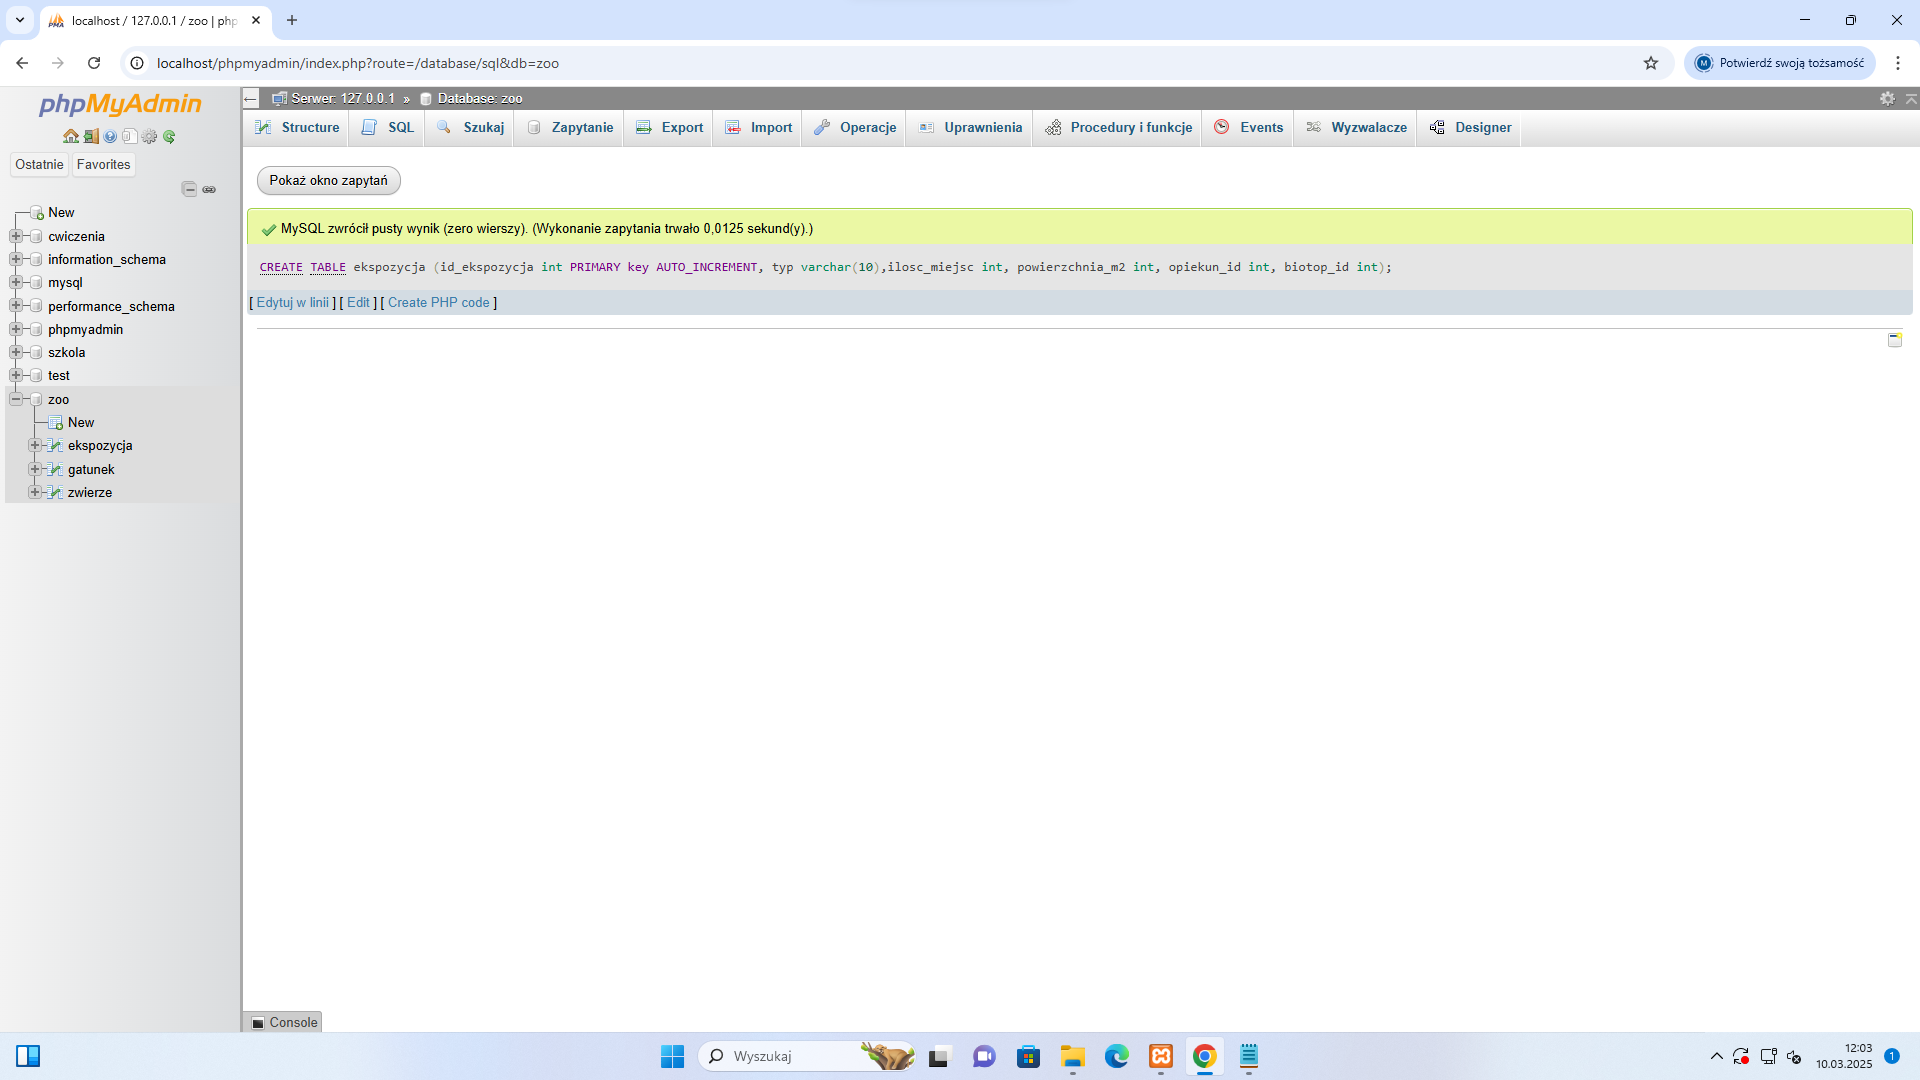 localhost / 127.0.0.1 / zoo | php
localhost/phpmyadmin/index.php?route=/database/sql&db=zoo
M Potwierdź swoją tożsamość
phpMyAdmin
Ostatnie Favorites
New
cwiczenia
information_schema
mysql
performance_schema
phpmyadmin
szkola
test
zoo
New
ekspozycja
gatunek
zwierze
Serwer: 127.0.0.1 » Database: zoo
Structure SQL Szukaj Zapytanie Export Import Operacje Uprawnienia Procedury i funkcje Events Wyzwalacze Designer
Pokaż okno zapytań
MySQL zwrócił pusty wynik (zero wierszy). (Wykonanie zapytania trwało 0,0125 sekund(y).)
CREATE TABLE ekspozycja (id_ekspozycja int PRIMARY key AUTO_INCREMENT, typ varchar(10),ilosc_miejsc int, powierzchnia_m2 int, opiekun_id int, biotop_id int);
[ Edytuj w linii ] [ Edit ] [ Create PHP code ]
Console
Wyszukaj
12:03
10.03.2025
1